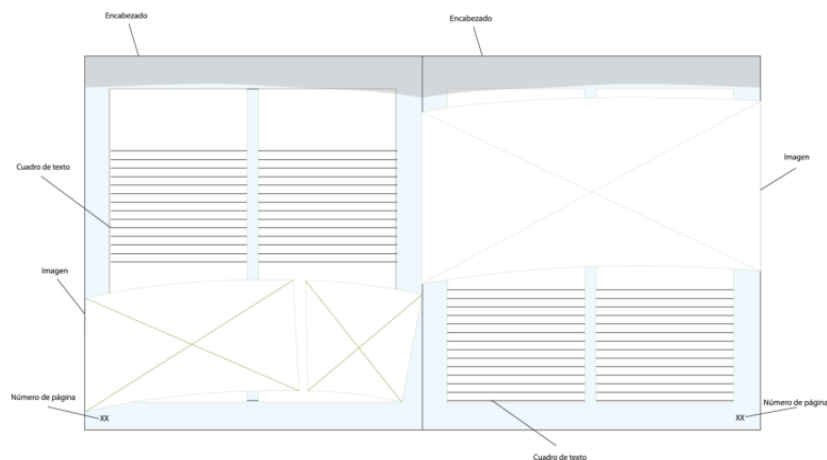 Encabezado
Encabezado
Cuadro de texto
Imagen
Imagen
Número de página
XX
XX
Número de página
Cuadro de texto